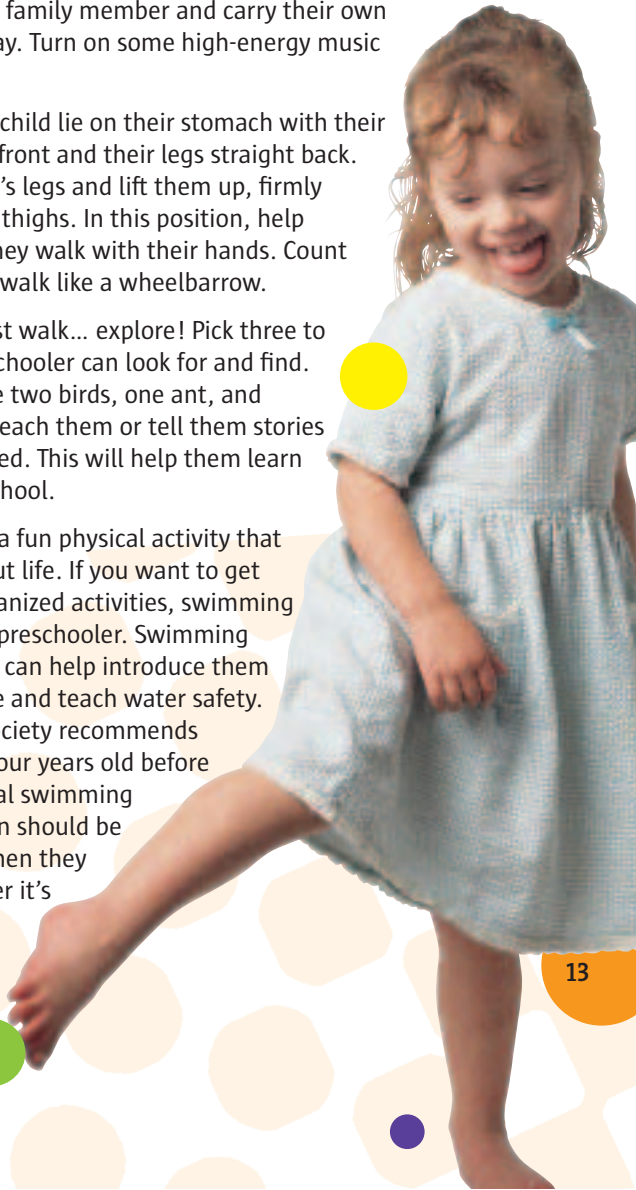 family member and carry their own
ay. Turn on some high-energy music
child lie on their stomach with their
front and their legs straight back.
's legs and lift them up, firmly
thighs. In this position, help
hey walk with their hands. Count
walk like a wheelbarrow.
st walk... explore! Pick three to
chooler can look for and find.
e two birds, one ant, and
each them or tell them stories
ed. This will help them learn
hool.
a fun physical activity that
ut life. If you want to get
anized activities, swimming
preschooler. Swimming
can help introduce them
e and teach water safety.
ciety recommends
our years old before
al swimming
n should be
hen they
er it's
13